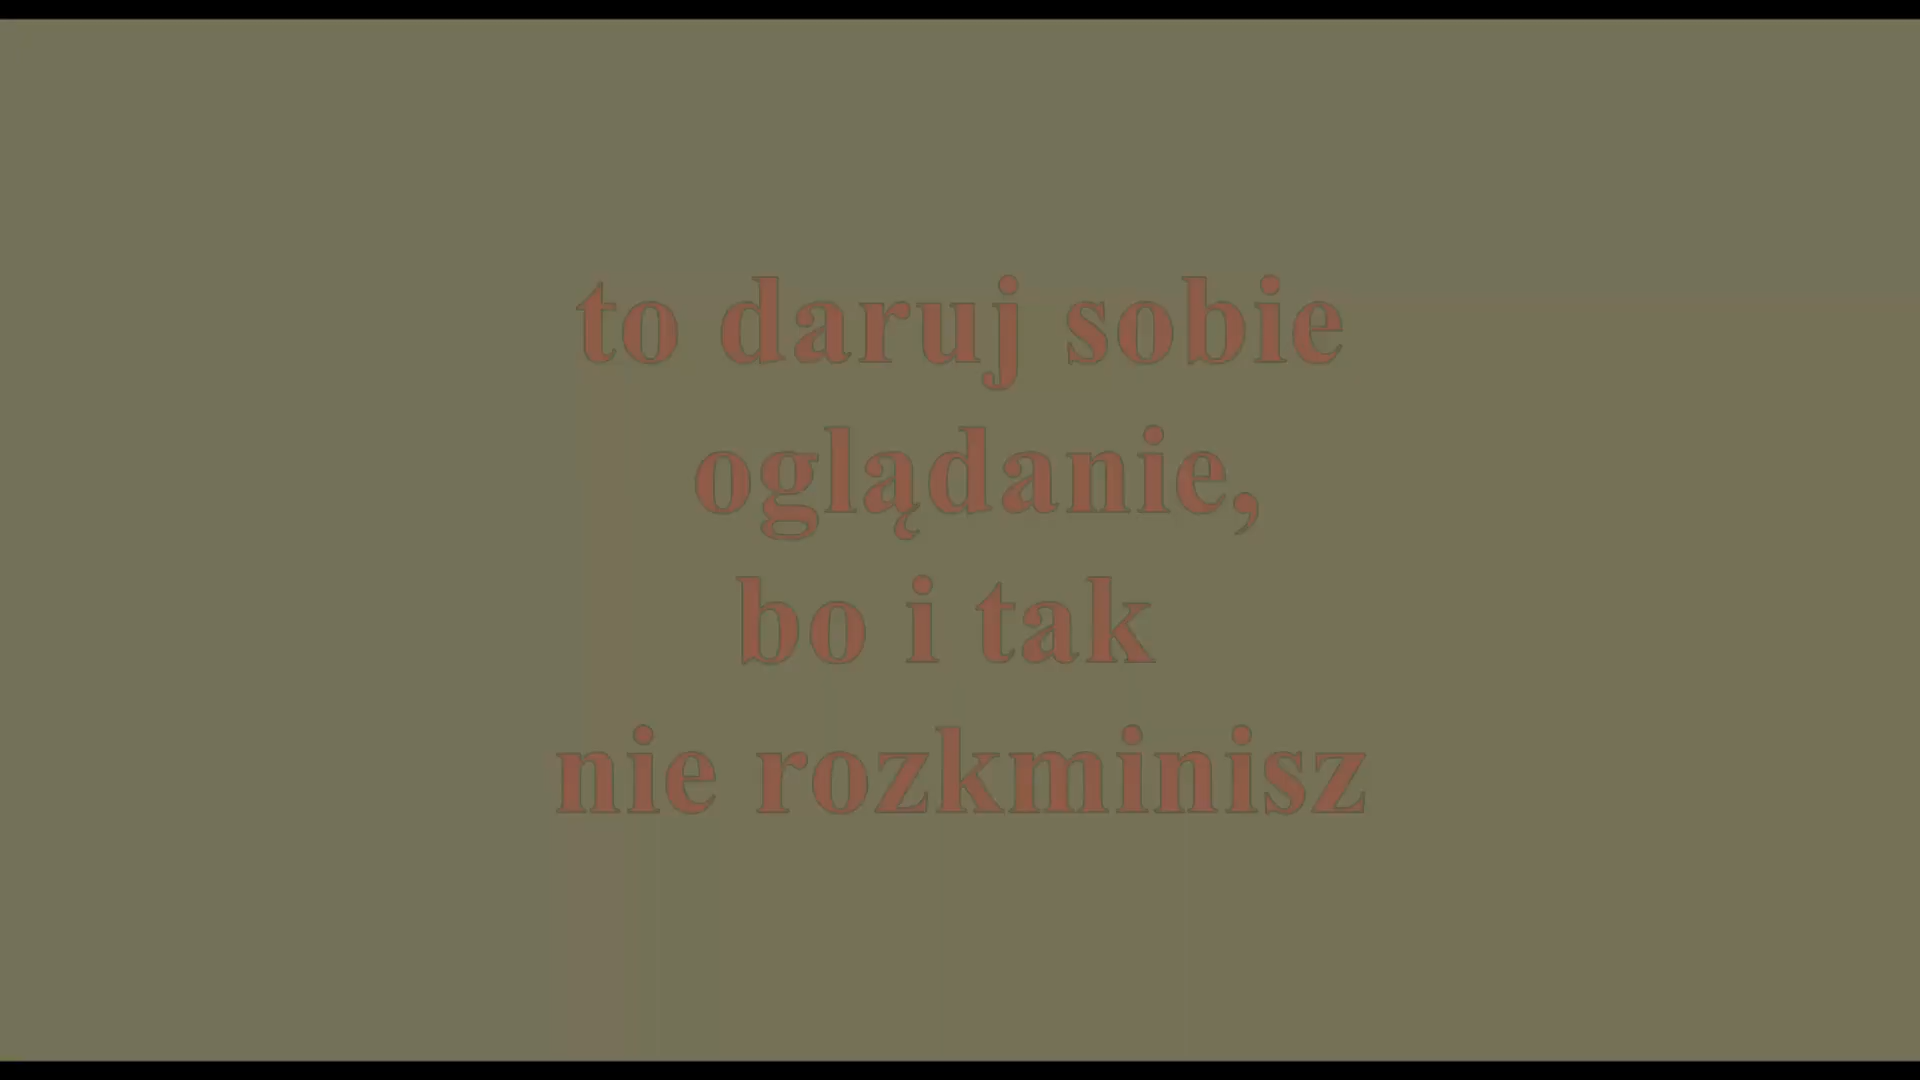 to daruj sobie
oglądanie,
bo i tak
nie rozkminisz